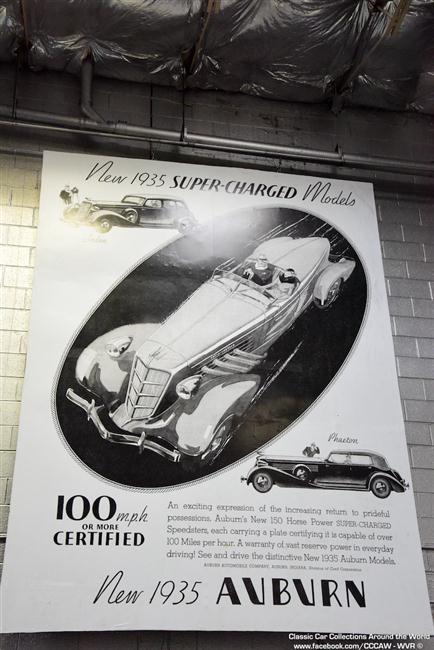 New 1935 SUPER-CHARGED Models
Sedan
Phaeton
100 m.p.h.
OR MORE
CERTIFIED
An exciting expression of the increasing return to prideful
possessions. Auburn's New 150 Horse Power SUPER-CHARGED
Speedsters, each carrying a plate certifying it is capable of over
100 Miles per hour. A warranty of vast reserve power in everyday
driving! See and drive the distinctive New 1935 Auburn Models.
AUBURN AUTOMOBILE COMPANY, AUBURN, INDIANA, Division of Cord Corporation
New 1935 AUBURN
Classic Car Collections Around the World
www.facebook.com/CCCAW - WVR ©